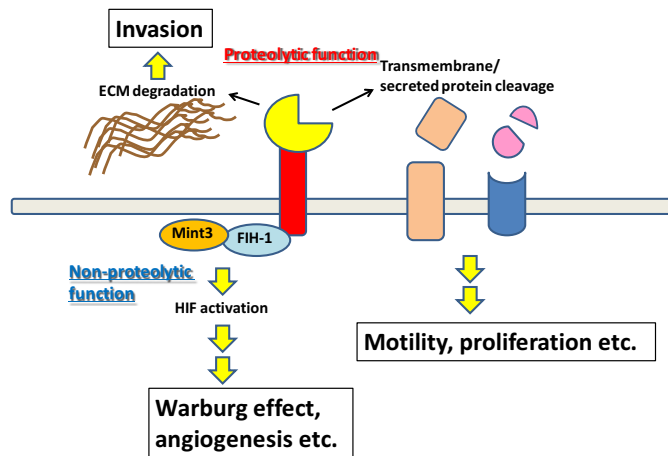 Invasion
Proteolytic function
ECM degradation
Transmembrane/
secreted protein cleavage
Mint3
FIH-1
Non-proteolytic
function
HIF activation
Motility, proliferation etc.
Warburg effect,
angiogenesis etc.